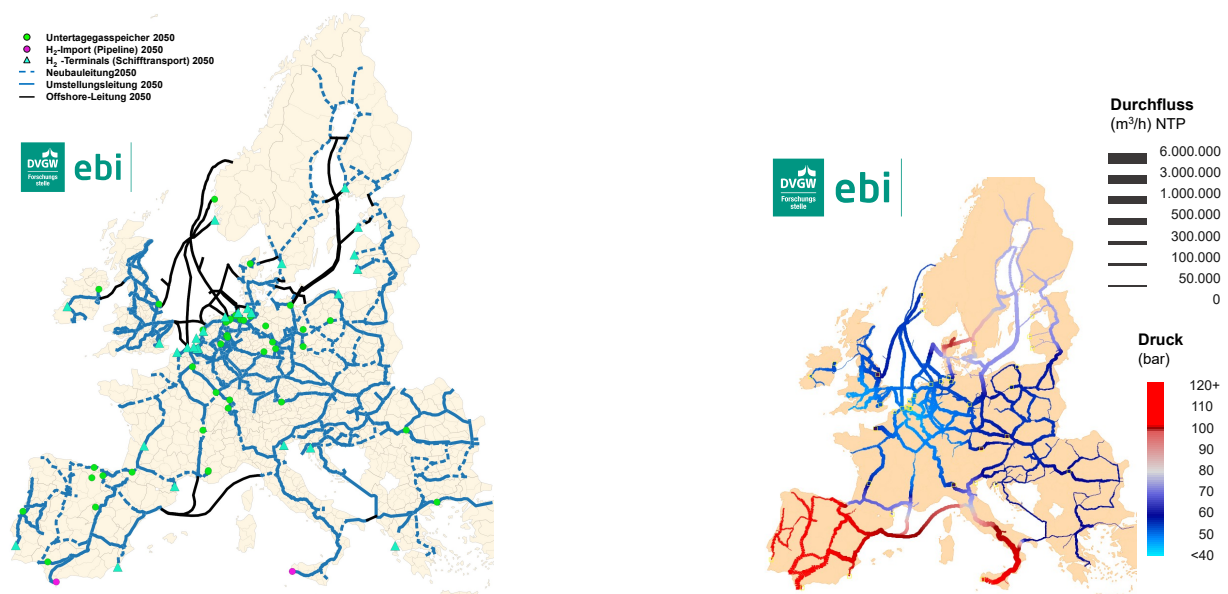 Untertagegasspeicher 2050
H2-Import (Pipeline) 2050
H2 -Terminals (Schifftransport) 2050
Neubauleitung2050
Umstellungsleitung 2050
Offshore-Leitung 2050
DVGW
Forschungs
stelle
ebi
DVGW
Forschungs
stelle
ebi
Durchfluss
(m³/h) NTP
6.000.000
3.000.000
1.000.000
500.000
300.000
100.000
50.000
0
Druck
(bar)
120+
110
100
90
80
70
60
50
<40